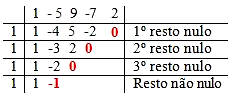 1 -5 9 -7 2
1 1 -4 5 -2 0 1º resto nulo
1 1 -3 2 0 2º resto nulo
1 1 -2 0 3º resto nulo
1 1 -1 Resto não nulo